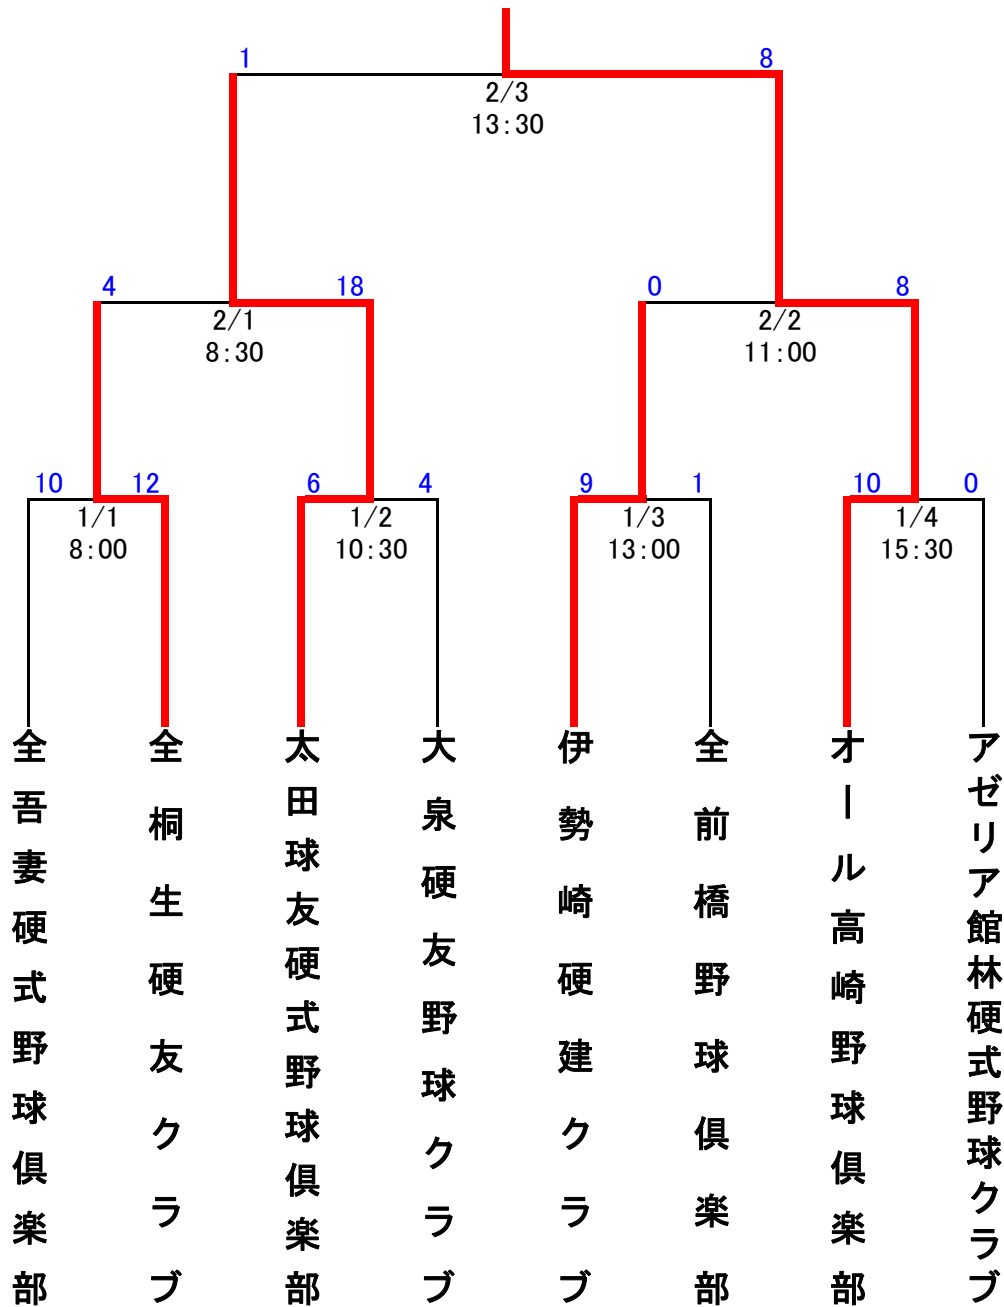 1 8
2/3
13:30
4 18 0 8
2/1 2/2
8:30 11:00
10 12 6 4 9 1 10 0
1/1 1/2 1/3 1/4
8:00 10:30 13:00 15:30
全吾妻硬式野球倶楽部
全桐生硬友クラブ
太田球友硬式野球倶楽部
大泉硬友野球クラブ
伊勢崎硬建クラブ
全前橋野球倶楽部
オール高崎野球倶楽部
アゼリア館林硬式野球クラブ